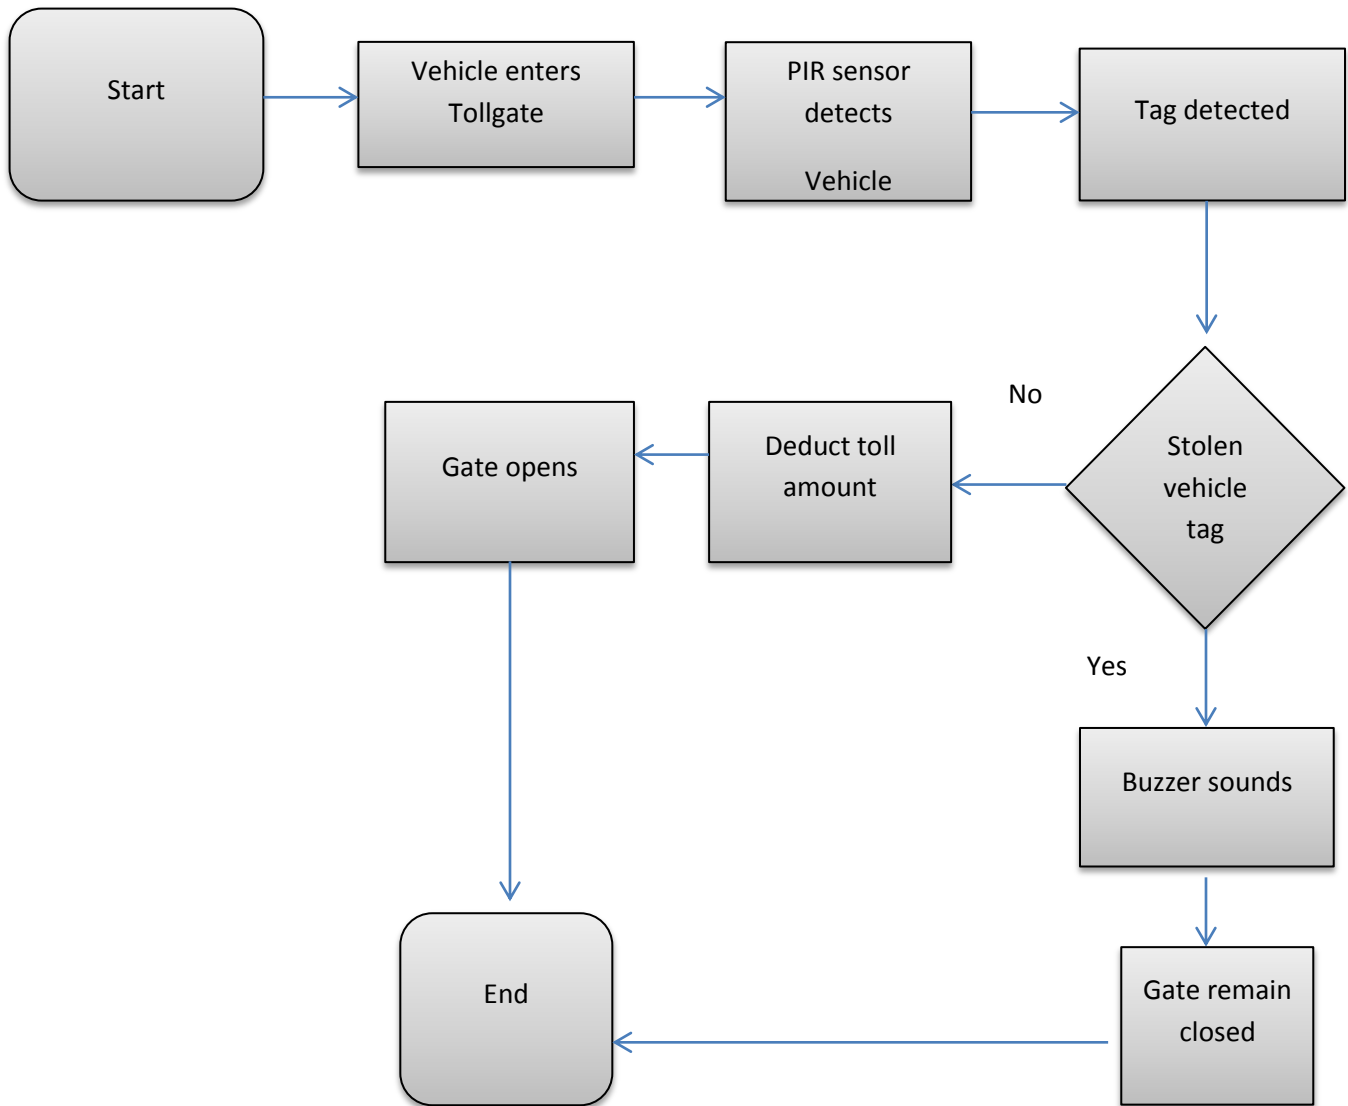 Start
Vehicle enters
Tollgate
PIR sensor
detects
Vehicle
Tag detected
No
Stolen
vehicle
tag
Deduct toll
amount
Gate opens
Yes
Buzzer sounds
Gate remain
closed
End